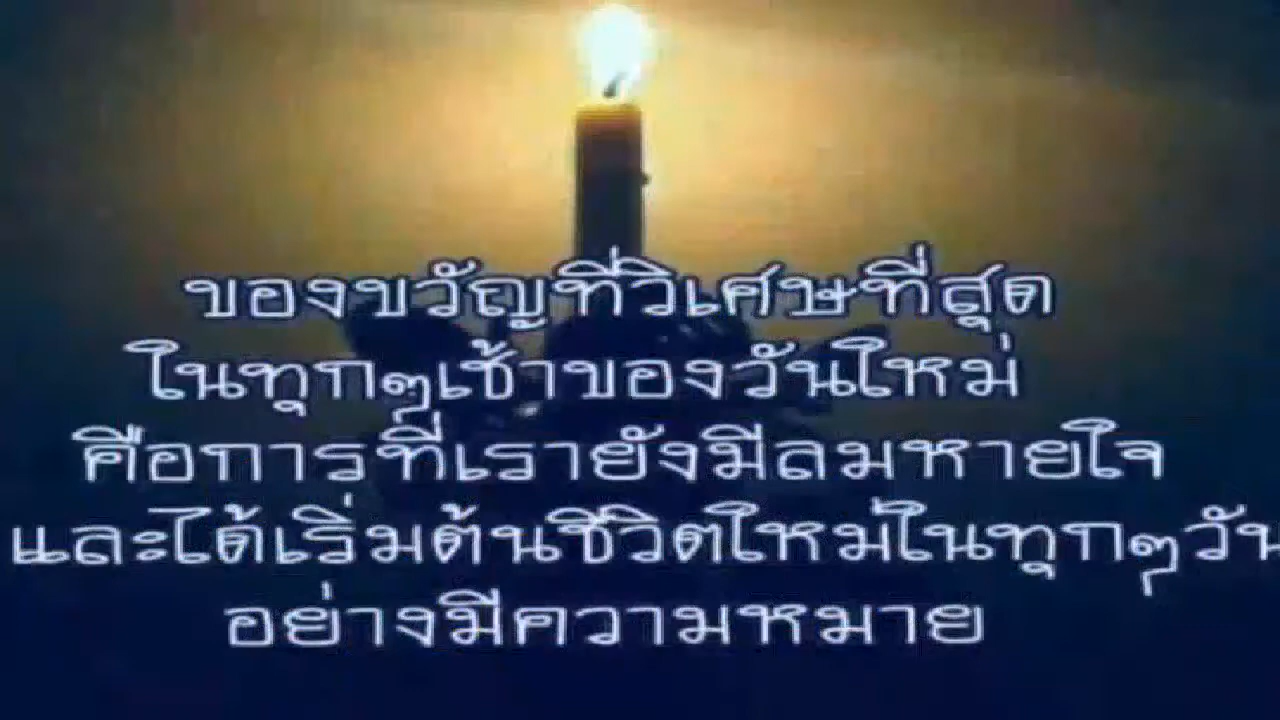 ของขวัญที่วิเศษที่สุด
ในทุกๆเช้าของวันใหม่
คือการที่เรายังมีลมหายใจ
และได้เริ่มต้นชีวิตใหม่ในทุกๆวัน
อย่างมีความหมาย